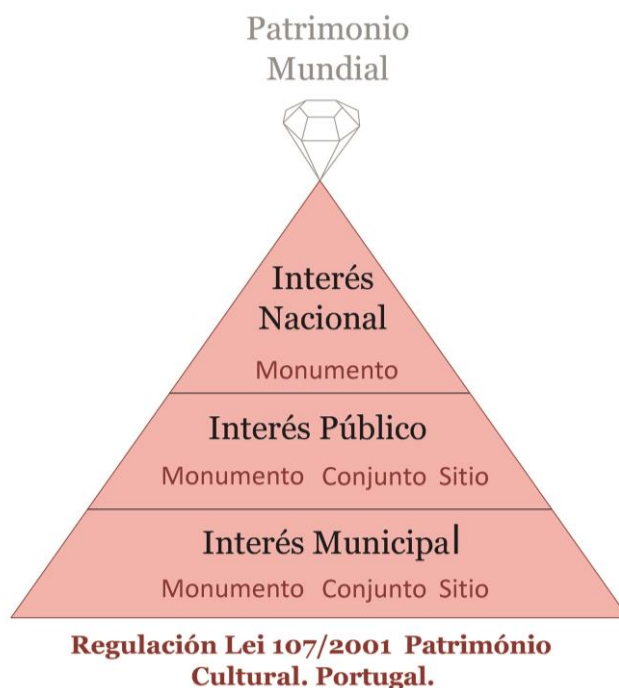 Patrimonio
Mundial
Interés
Nacional
Monumento
Interés Público
Monumento Conjunto Sitio
Interés Municipal
Monumento Conjunto Sitio
Regulación Lei 107/2001 Património
Cultural. Portugal.